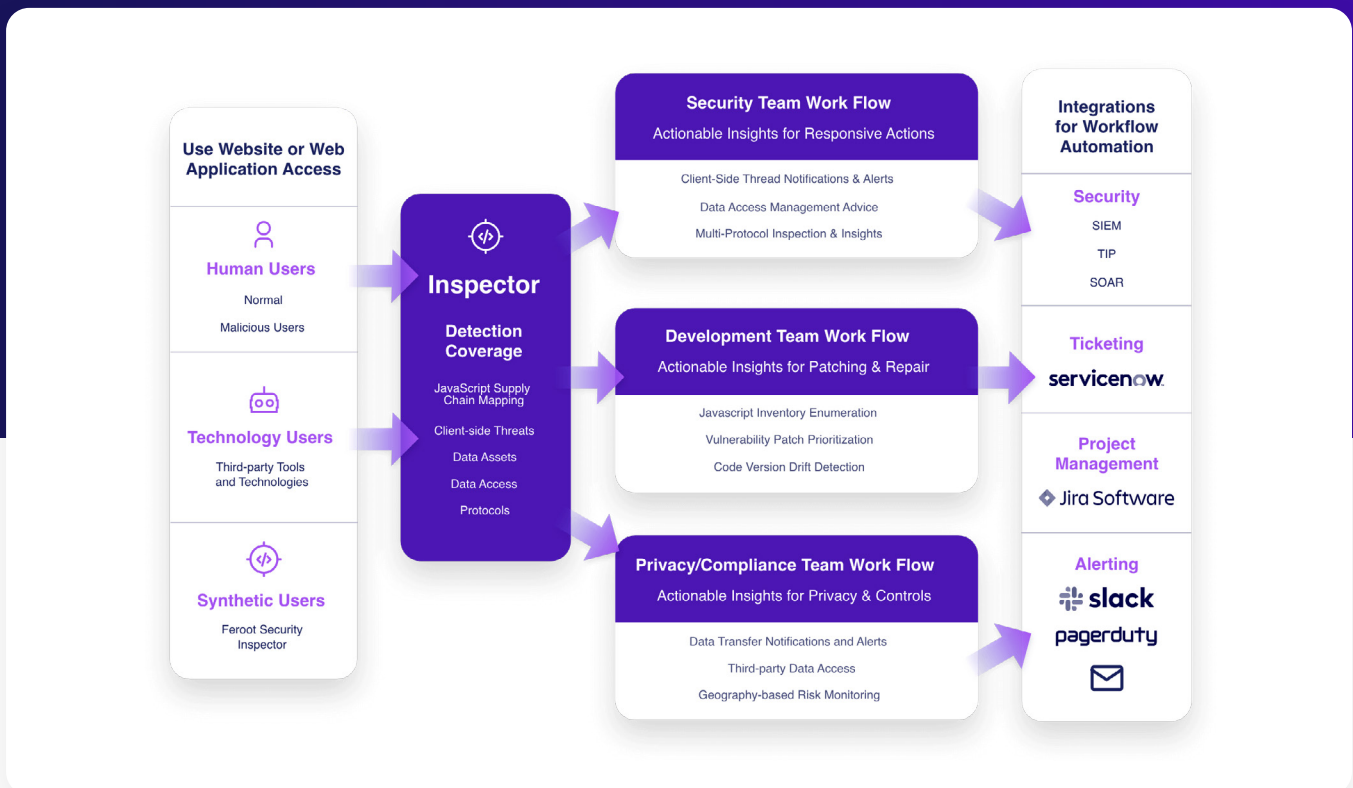 Use Website or Web
Application Access
Human Users
Normal
Malicious Users
Technology Users
Third-party Tools
and Technologies
Synthetic Users
Feroot Security
Inspector
Inspector
Detection
Coverage
JavaScript Supply
Chain Mapping
Client-side Threats
Data Assets
Data Access
Protocols
Security Team Work Flow
Actionable Insights for Responsive Actions
Client-Side Thread Notifications & Alerts
Data Access Management Advice
Multi-Protocol Inspection & Insights
Development Team Work Flow
Actionable Insights for Patching & Repair
Javascript Inventory Enumeration
Vulnerability Patch Prioritization
Code Version Drift Detection
Privacy/Compliance Team Work Flow
Actionable Insights for Privacy & Controls
Data Transfer Notifications and Alerts
Third-party Data Access
Geography-based Risk Monitoring
Integrations
for Workflow
Automation
Security
SIEM
TIP
SOAR
Ticketing
servicenow
Project
Management
Jira Software
Alerting
slack
pagerduty